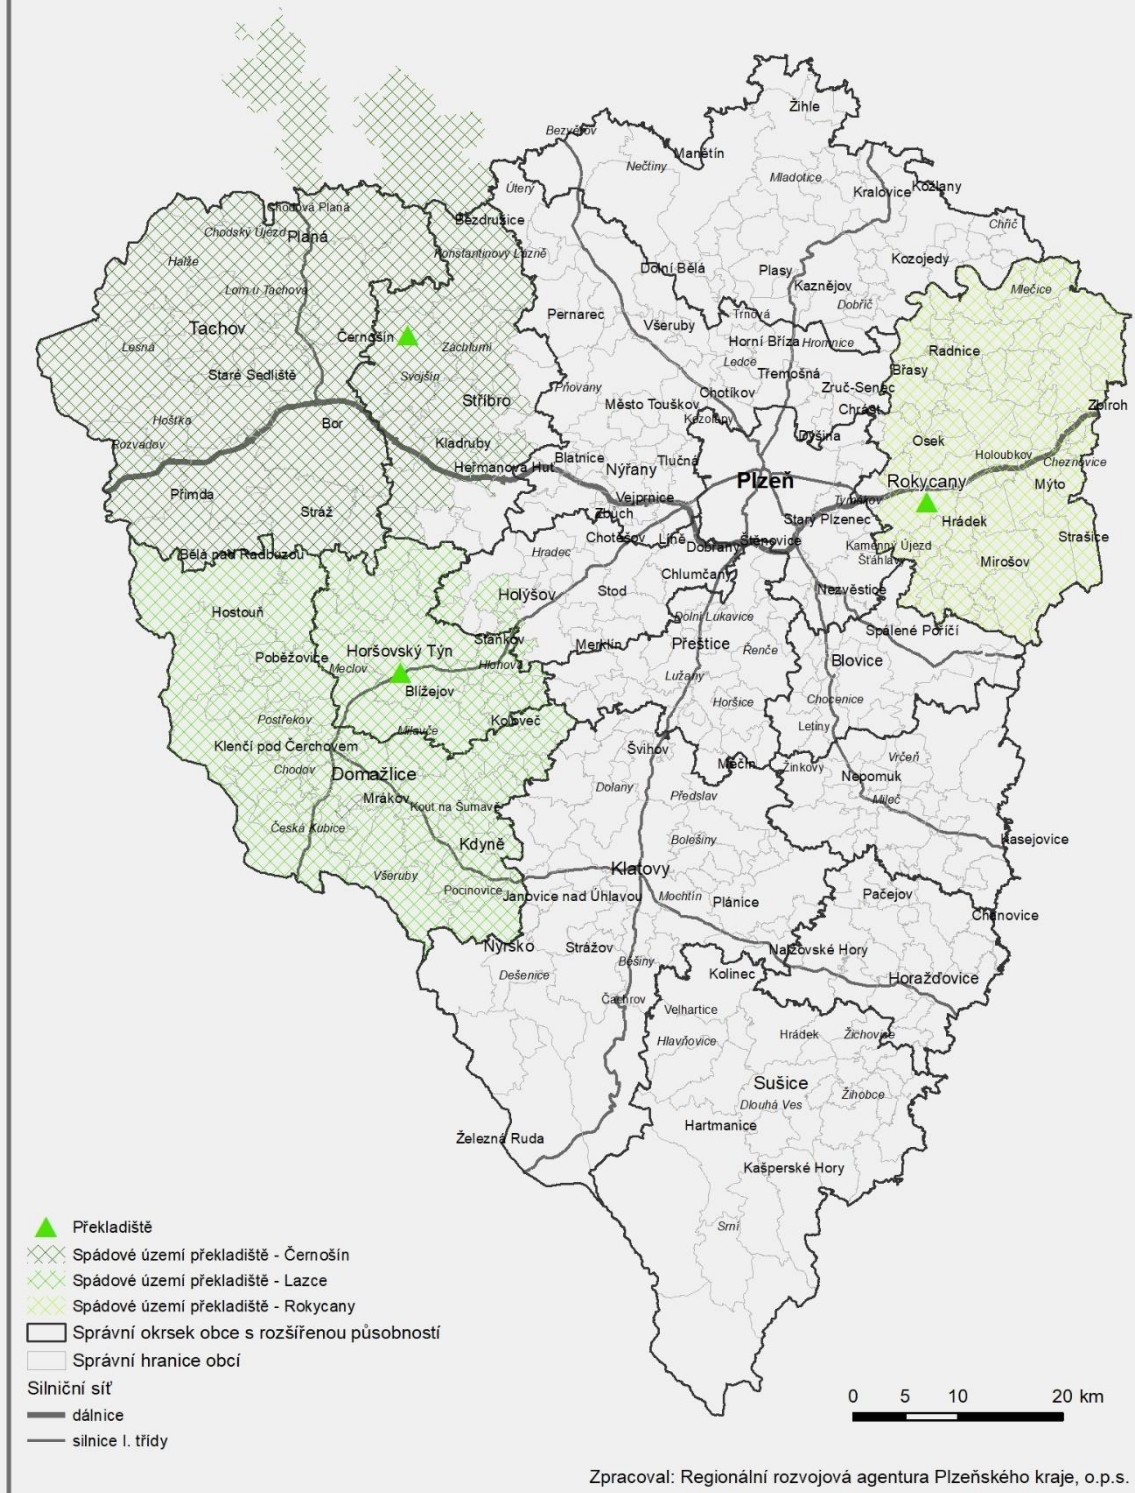 Žihle
Bezvěrov
Manětín
Nečtiny
Mladotice
Úterý
Kralovice
Kožlany
Chodová Planá
Bezdružice
Chříč
Chodský Újezd
Planá
Konstantinovy Lázně
Kozojedy
Halže
Dolní Bělá
Plasy
Kaznějov
Mlečice
Lom u Tachova
Dobříč
Pernarec
Trnová
Tachov
Všeruby
Černošín
Horní Bříza
Hromnice
Lesná
Záchlumí
Radnice
Ledce
Břasy
Staré Sedliště
Svojšín
Třemošná
Pňovany
Zruč-Senec
Stříbro
Chotíkov
Město Touškov
Chrást
Zbiroh
Hoštka
Bor
Kozolupy
Rozvadov
Kladruby
Dýšina
Osek
Holoubkov
Blatnice
Tlučná
Cheznovice
Heřmanova Huť
Nýřany
Plzeň
Rokycany
Mýto
Přimda
Vejprnice
Tymákov
Stráž
Zbůch
Starý Plzenec
Hrádek
Chotěšov
Líně
Dobřany
Štěnovice
Strašice
Bělá nad Radbuzou
Hradec
Kamenný Újezd
Šťáhlavy
Mirošov
Chlumčany
Holýšov
Stod
Nezvěstice
Hostouň
Dolní Lukavice
Spálené Poříčí
Staňkov
Merklín
Přeštice
Horšovský Týn
Řenče
Poběžovice
Meclov
Hlohová
Blovice
Lužany
Blížejov
Chocenice
Horšice
Postřekov
Koloveč
Milavče
Letiny
Klenčí pod Čerchovem
Švihov
Měčín
Žinkovy
Vrčeň
Chodov
Domažlice
Nepomuk
Dolany
Předslav
Mrákov
Kout na Šumavě
Mileč
Česká Kubice
Bolešiny
Kasejovice
Kdyně
Klatovy
Všeruby
Pocinovice
Janovice nad Úhlavou
Mochtín
Plánice
Pačejov
Chanovice
Nýrsko
Strážov
Nalžovské Hory
Běšiny
Dešenice
Kolinec
Horažďovice
Čachrov
Velhartice
Hlavňovice
Hrádek
Žichovice
Sušice
Žihobce
Dlouhá Ves
Hartmanice
Železná Ruda
Kašperské Hory
Srní
Překladiště
Spádové území překladiště - Černošín
Spádové území překladiště - Lazce
Spádové území překladiště - Rokycany
Správní okrsek obce s rozšířenou působností
Správní hranice obcí
Silniční síť
dálnice
silnice I. třídy
0 5 10 20 km
Zpracoval: Regionální rozvojová agentura Plzeňského kraje, o.p.s.